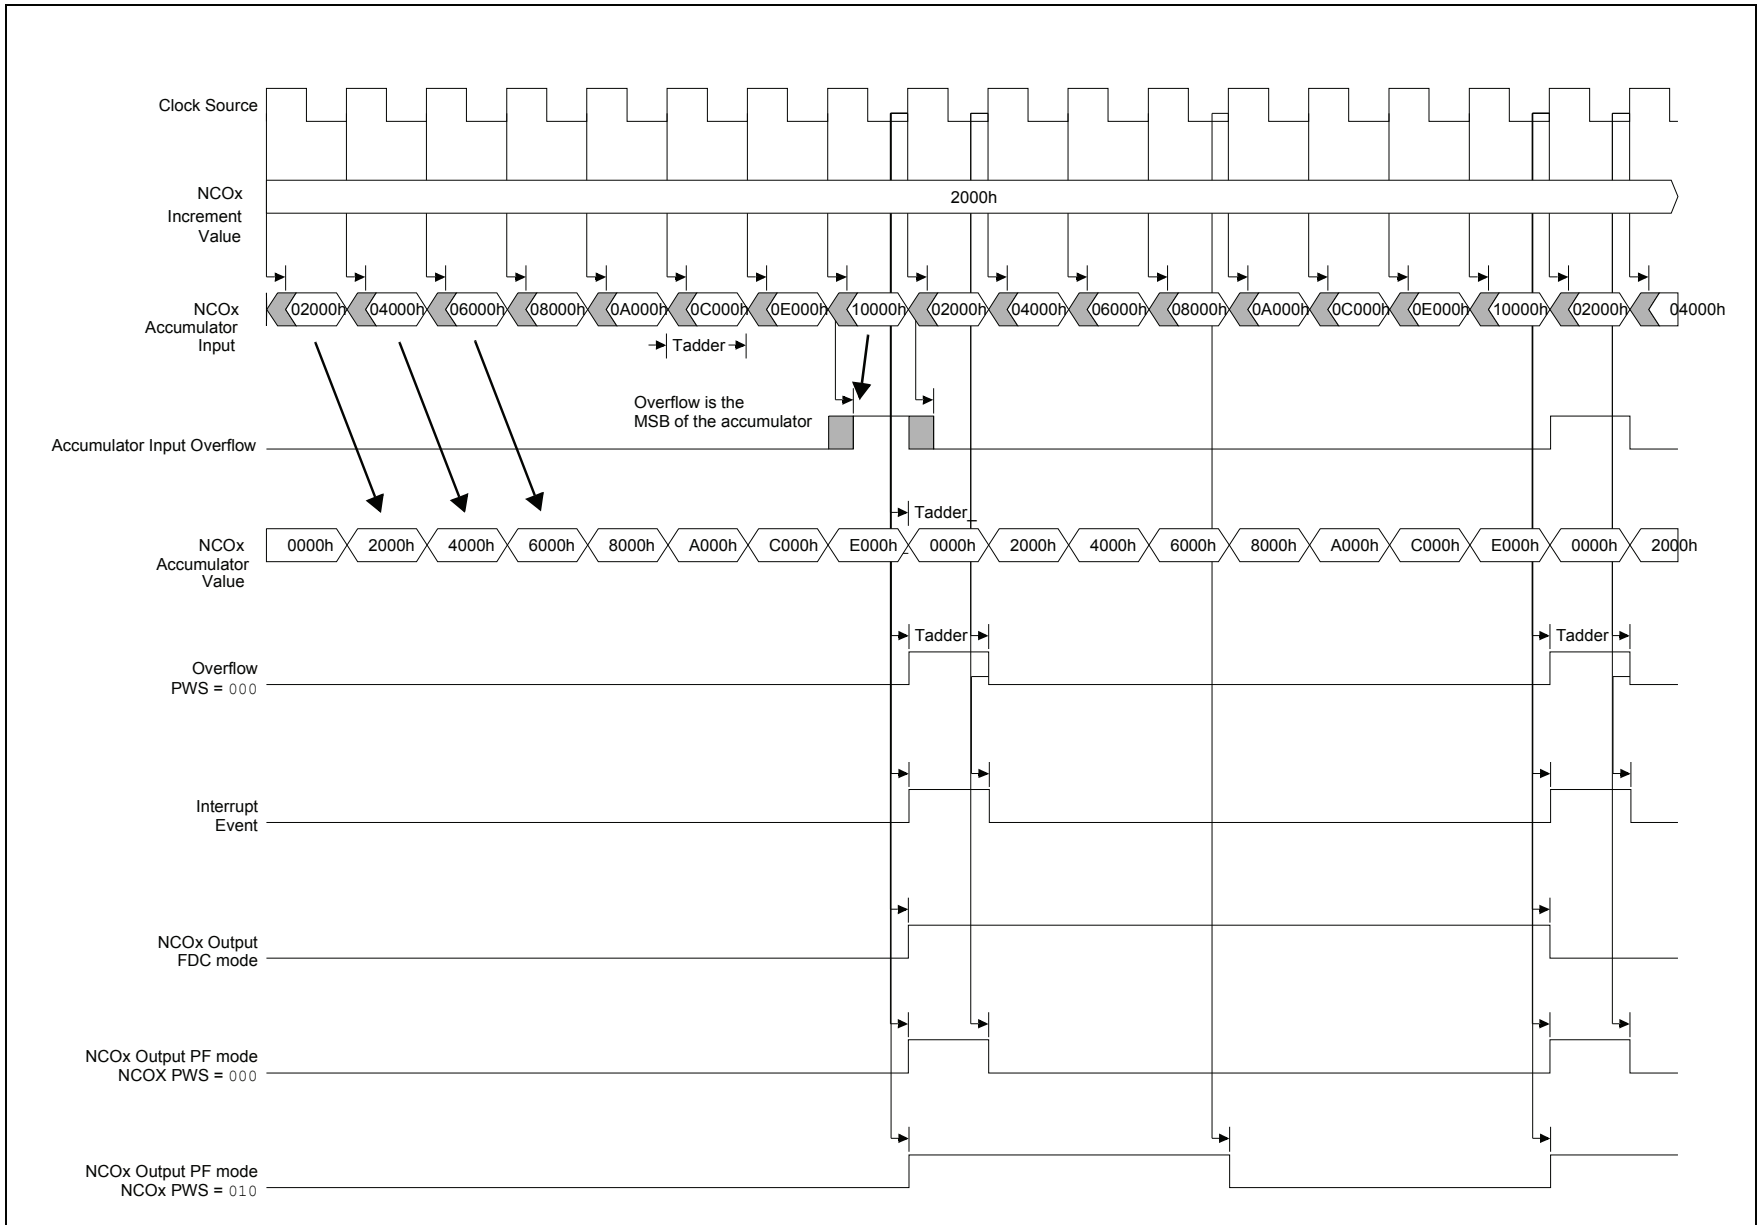 Clock Source
NCOx
Increment
Value
2000h
NCOx
Accumulator
Input
02000h 04000h 06000h 08000h 0A000h 0C000h 0E000h 10000h 02000h 04000h 06000h 08000h 0A000h 0C000h 0E000h 10000h 02000h 04000h
Tadder
Overflow is the
MSB of the accumulator
Accumulator Input Overflow
Tadder
NCOx
Accumulator
Value
0000h 2000h 4000h 6000h 8000h A000h C000h E000h 0000h 2000h 4000h 6000h 8000h A000h C000h E000h 0000h 2000h
Tadder Tadder
Overflow
PWS = 000
Interrupt
Event
NCOx Output
FDC mode
NCOx Output PF mode
NCOX PWS = 000
NCOx Output PF mode
NCOx PWS = 010